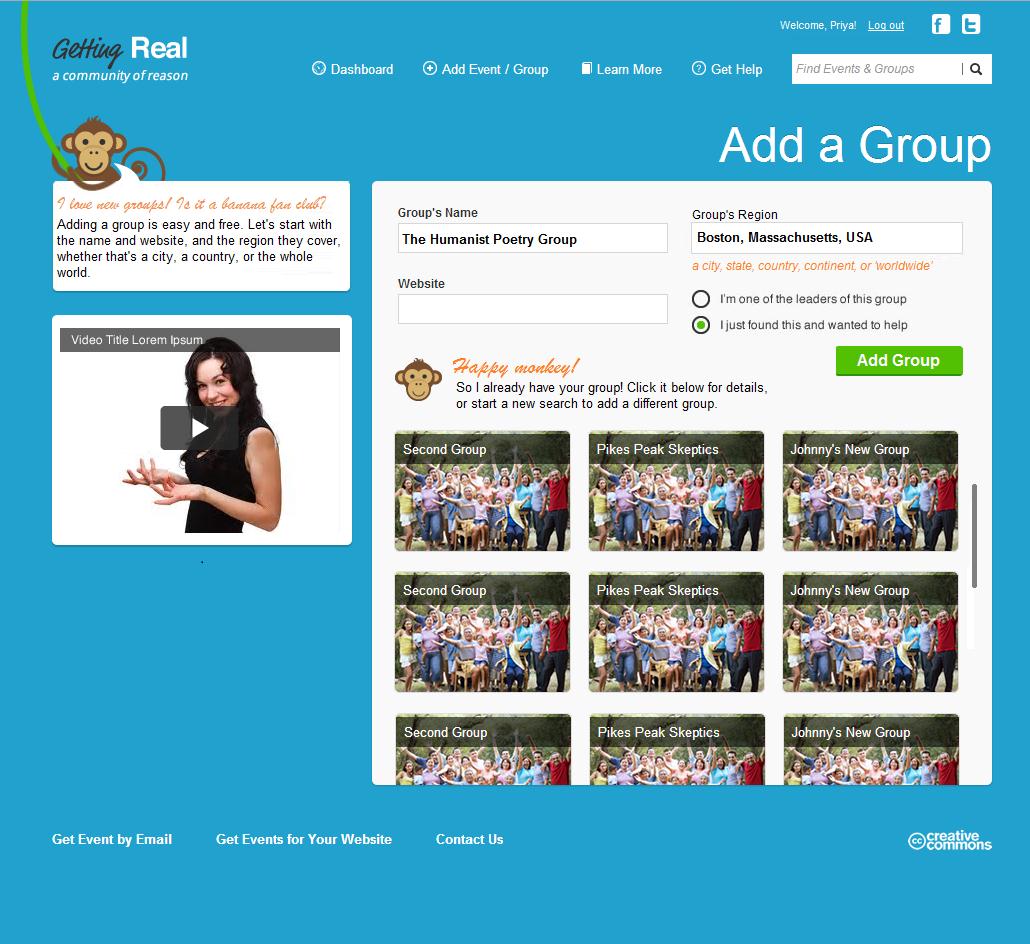 Welcome, Priya! Log out
Getting Real
a community of reason
Dashboard
Add Event / Group
Learn More
Get Help
Find Events & Groups
Add a Group
I love new groups! Is it a banana fan club?
Adding a group is easy and free. Let's start with
the name and website, and the region they cover,
whether that's a city, a country, or the whole
world.
Video Title Lorem Ipsum
Group's Name
The Humanist Poetry Group
Website
Group's Region
Boston, Massachusetts, USA
a city, state, country, continent, or 'worldwide'
I'm one of the leaders of this group
I just found this and wanted to help
Add Group
Happy monkey!
So I already have your group! Click it below for details,
or start a new search to add a different group.
Second Group
Pikes Peak Skeptics
Johnny's New Group
Second Group
Pikes Peak Skeptics
Johnny's New Group
Second Group
Pikes Peak Skeptics
Johnny's New Group
Get Event by Email
Get Events for Your Website
Contact Us
cc creative
commons